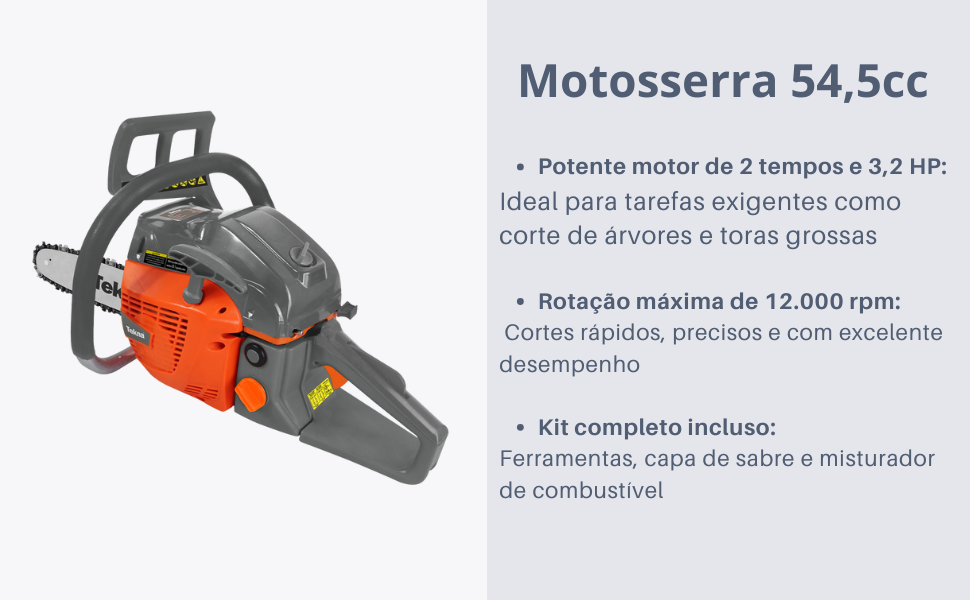 Motosserra 54,5cc
• Potente motor de 2 tempos e 3,2 HP:
Ideal para tarefas exigentes como
corte de árvores e toras grossas
• Rotação máxima de 12.000 rpm:
Cortes rápidos, precisos e com excelente
desempenho
• Kit completo incluso:
Ferramentas, capa de sabre e misturador
de combustível
Tek
Tekna